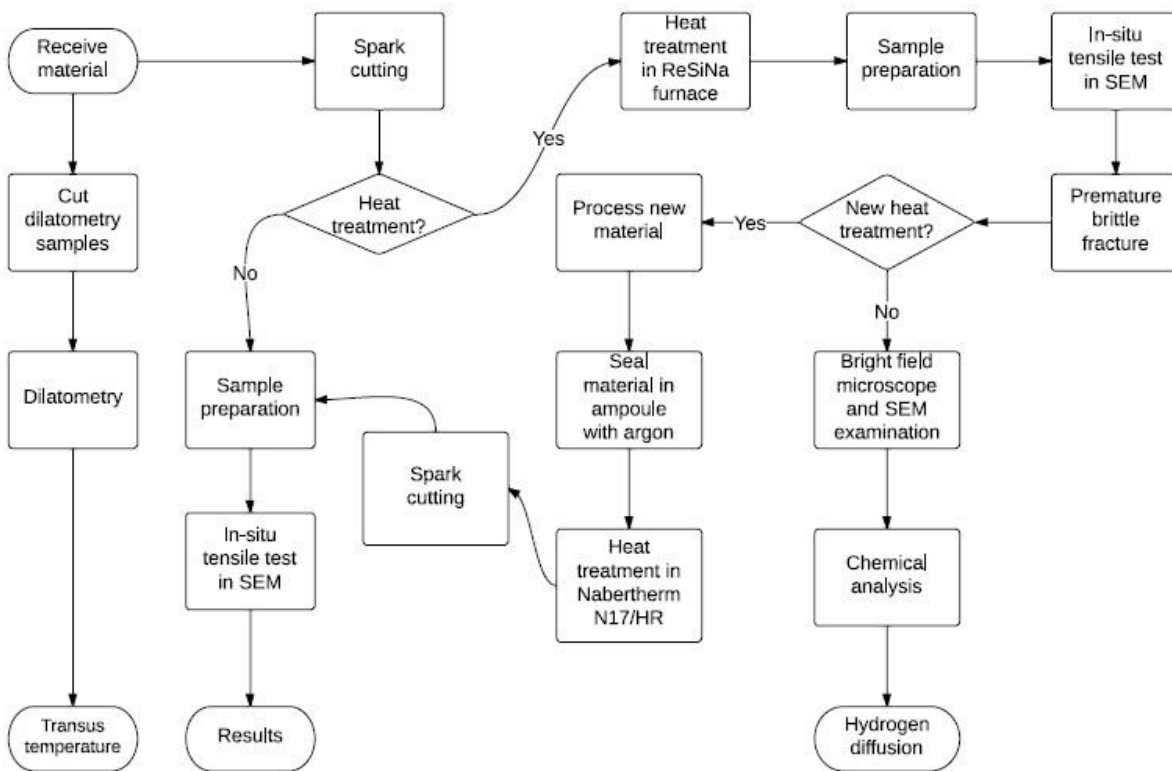 Receive
material
Spark
cutting
Heat
treatment
in ReSiNa
furnace
Sample
preparation
In-situ
tensile test
in SEM
Yes
Cut
dilatometry
samples
Heat
treatment?
Process new
material
Yes
New heat
treatment?
Premature
brittle
fracture
No
No
Dilatometry
Sample
preparation
Seal
material in
ampoule
with argon
Bright field
microscope
and SEM
examination
Spark
cutting
In-situ
tensile test
in SEM
Heat
treatment in
Nabertherm
N17/HR
Chemical
analysis
Transus
temperature
Results
Hydrogen
diffusion